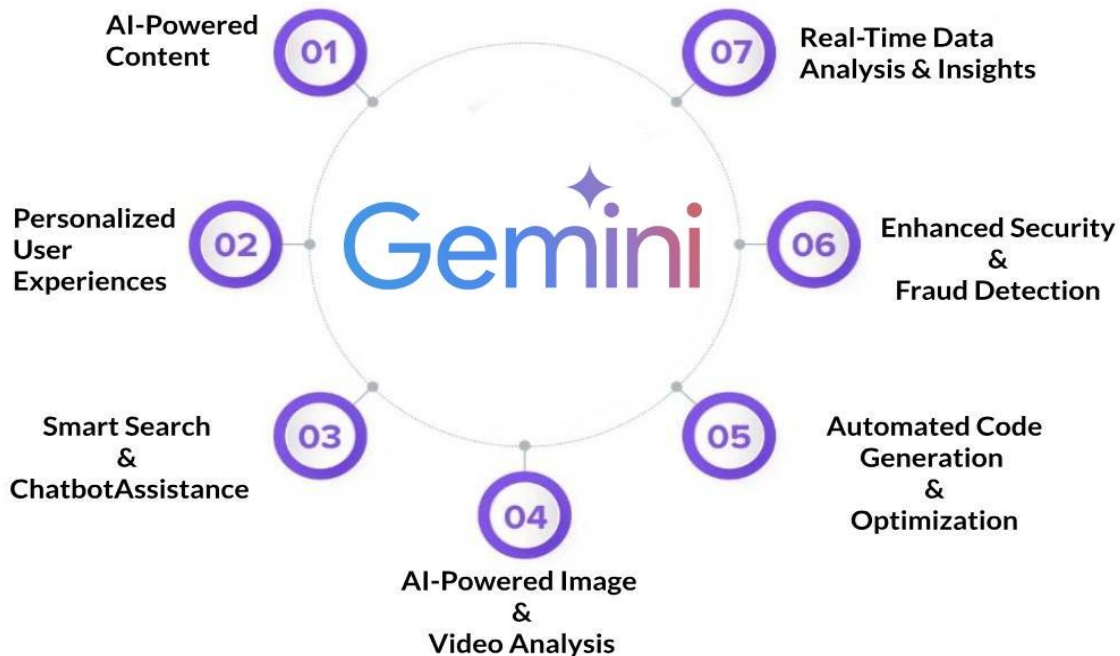 AI-Powered
Content
01
Personalized
User
Experiences
02
Smart Search
&
ChatbotAssistance
03
04
AI-Powered Image
&
Video Analysis
05
Automated Code
Generation
&
Optimization
06
Enhanced Security
&
Fraud Detection
07
Real-Time Data
Analysis & Insights
Gemini